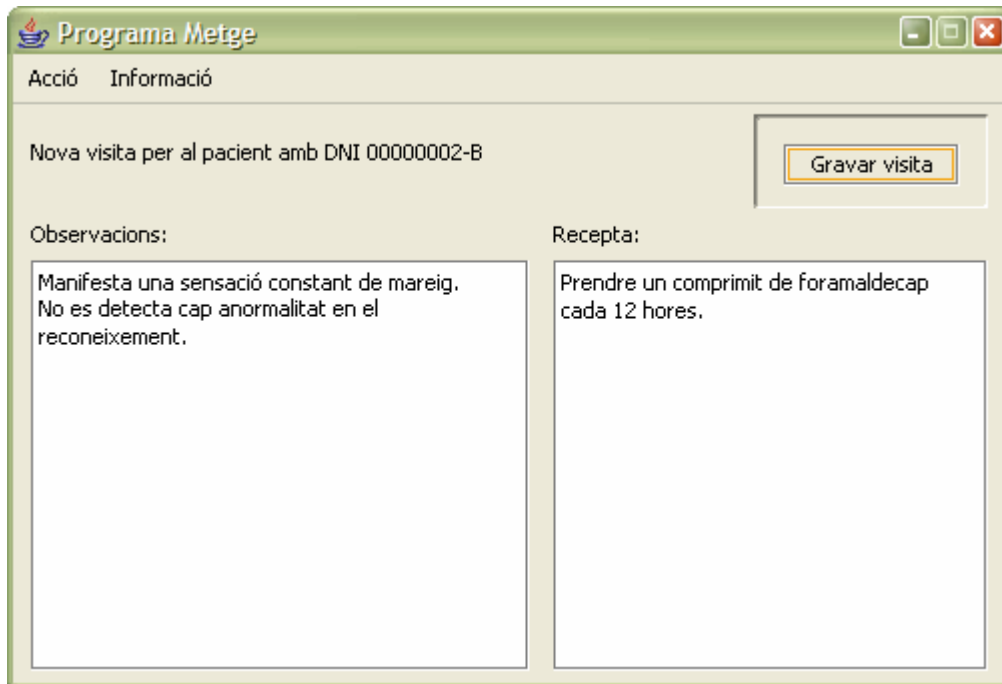 Programa Metge
Acció Informació
Nova visita per al pacient amb DNI 00000002-B
Gravar visita
Observacions:
Manifesta una sensació constant de mareig.
No es detecta cap anormalitat en el
reconeixement.
Recepta:
Prendre un comprimit de foramaldecap
cada 12 hores.